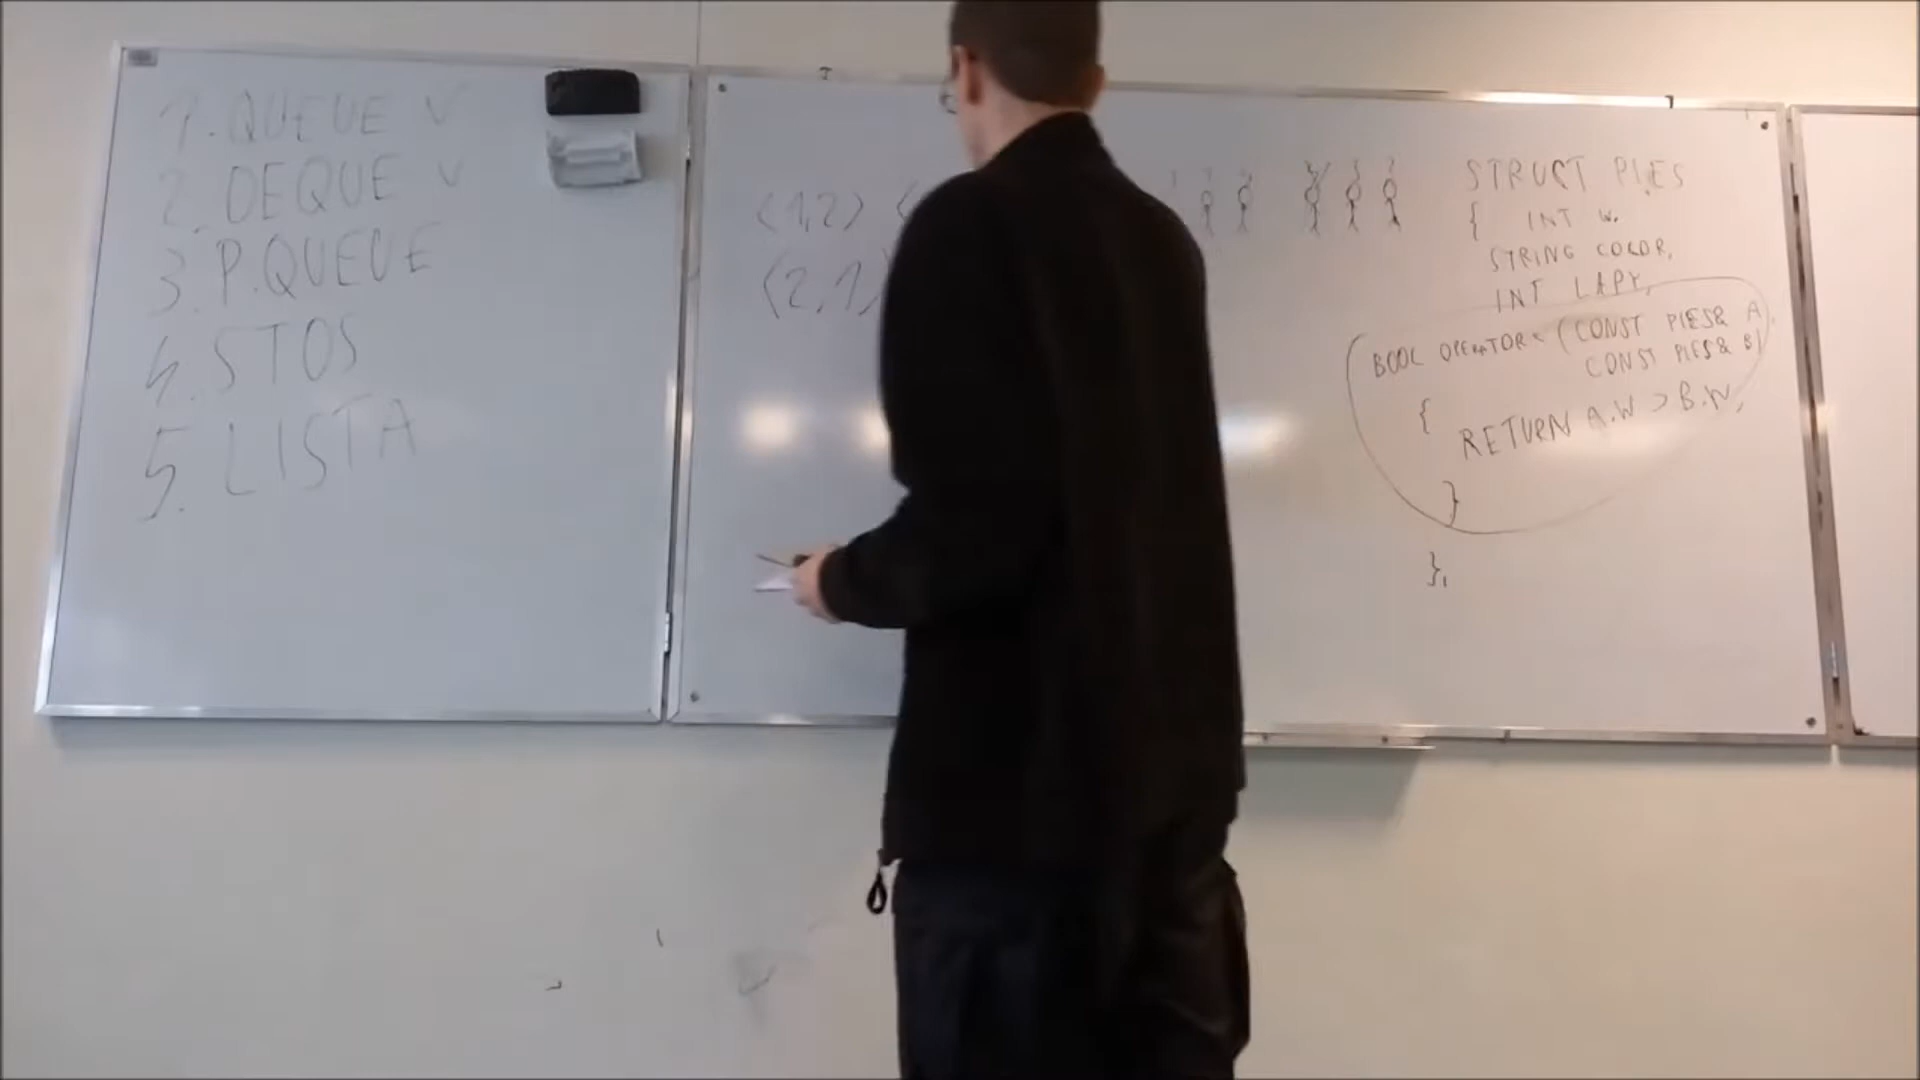 1. QUEUE V
2. DEQUE V
3. P.QUEUE
4. STOS
5. LISTA
(1,2) (
(2,1)
STRUCT PIES
{ INT W,
STRING COLOR,
INT LAPY,
BOOL OPERATOR< (CONST PIES& A,
CONST PIES& B)
{
RETURN A.W > B.W,
}
},